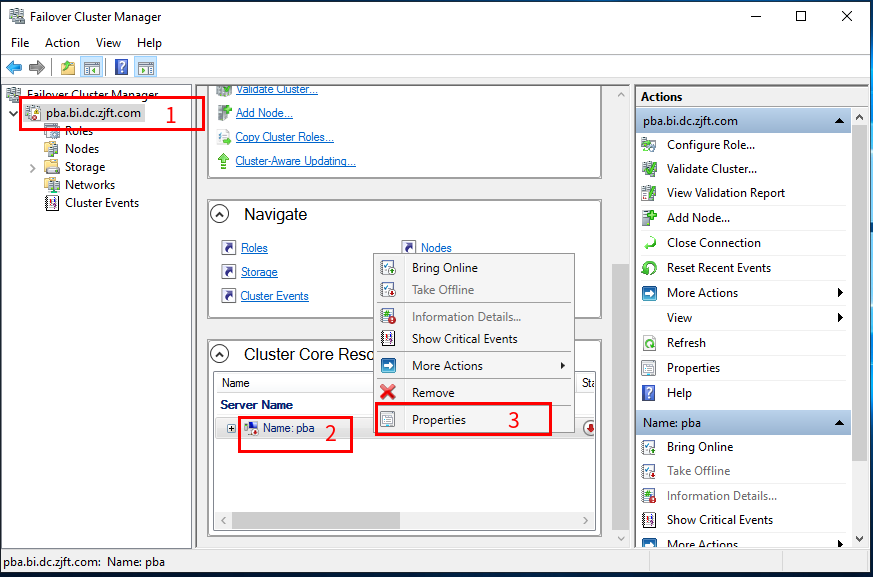 Failover Cluster Manager
File Action View Help
Failover Cluster Manager
pba.bi.dc.zjft.com 1
Roles
Nodes
Storage
Networks
Cluster Events
Validate Cluster...
Add Node...
Copy Cluster Roles...
Cluster-Aware Updating...
Navigate
Roles
Nodes
Storage
Cluster Events
Cluster Core Reso
Name
Sta
Server Name
Name: pba 2
Bring Online
Take Offline
Information Details...
Show Critical Events
More Actions
Remove
Properties 3
Actions
pba.bi.dc.zjft.com
Configure Role...
Validate Cluster...
View Validation Report
Add Node...
Close Connection
Reset Recent Events
More Actions
View
Refresh
Properties
Help
Name: pba
Bring Online
Take Offline
Information Details...
Show Critical Events
More Actions
pba.bi.dc.zjft.com: Name: pba